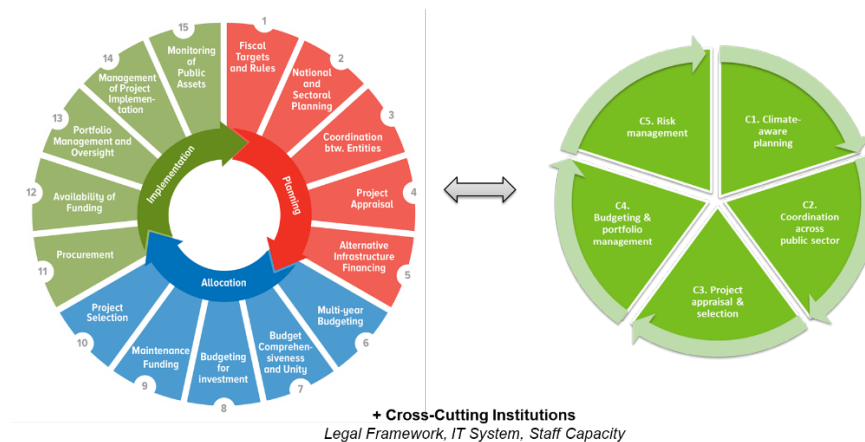 1
Fiscal
Targets
and Rules
2
National
and
Sectoral
Planning
3
Coordination
btw. Entities
4
Project
Appraisal
5
Alternative
Infrastructure
Financing
6
Multi-year
Budgeting
7
Budget
Comprehen-
siveness
and Unity
8
Budgeting
for
investment
9
Maintenance
Funding
10
Project
Selection
11
Procurement
12
Availability of
Funding
13
Portfolio
Management and
Oversight
14
Management
of Project
Implemen-
tation
15
Monitoring
of
Public
Assets
Planning
Allocation
Implementation
C1. Climate-
aware
planning
C2.
Coordination
across
public sector
C3. Project
appraisal &
selection
C4.
Budgeting &
portfolio
management
C5. Risk
management
+ Cross-Cutting Institutions
Legal Framework, IT System, Staff Capacity